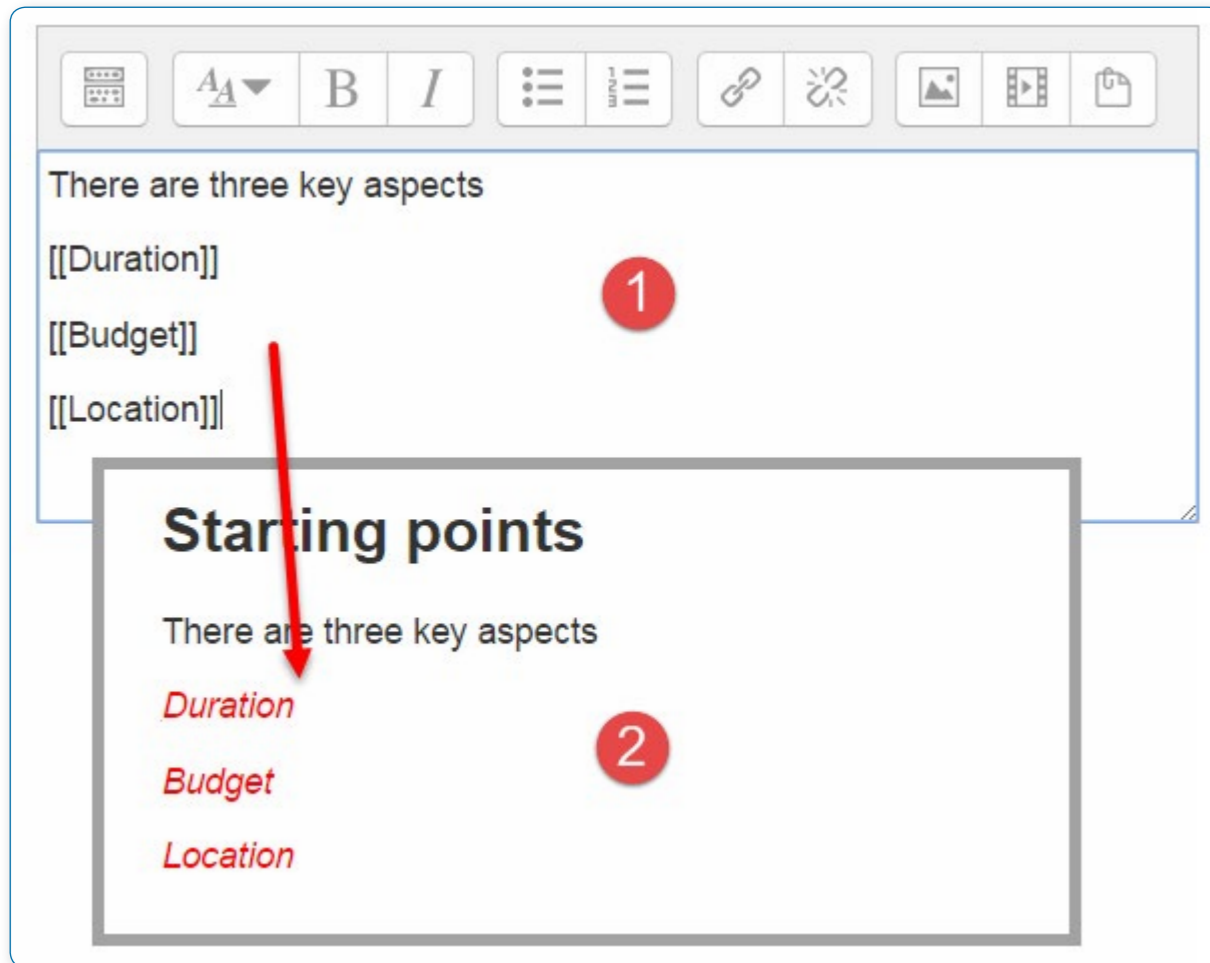 B I
There are three key aspects
[[Duration]]
1
[[Budget]]
[[Location]]
Starting points
There are three key aspects
Duration
2
Budget
Location